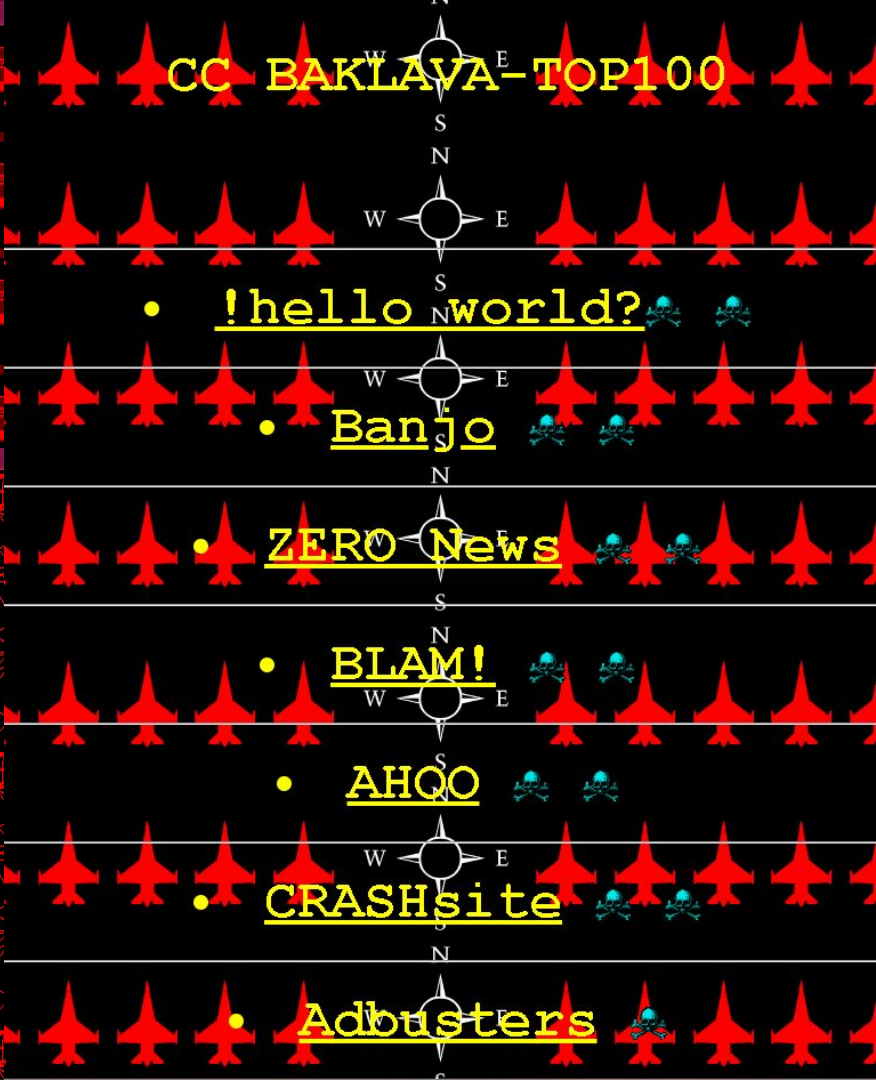 N
CC BAKLAVA-TOP100
W E
S
N
W E
S
!hello world?
N
W E
Banjo
S
N
ZERO News
W E
S
N
BLAM!
W E
S
AHOO
N
W E
CRASHsite
S
N
Adbusters
W E
S